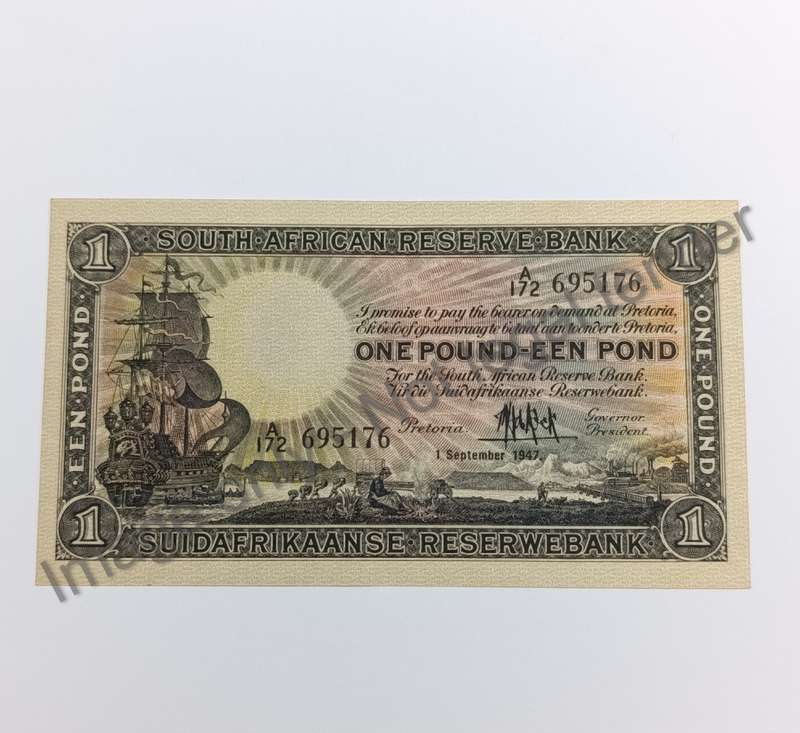 1
SOUTH·AFRICAN·RESERVE·BANK
1
A/172 695176
I promise to pay the bearer on demand at Pretoria,
Ek beloof op aanvraag te betaal aan toonder te Pretoria,
ONE POUND-EEN POND
For the South African Reserve Bank.
Vir die Suidafrikaanse Reserwebank.
A/172 695176
Pretoria.
Governor.
President.
1 September 1947
EEN·POND
ONE·POUND
1
SUIDAFRIKAANSE·RESERWEBANK
1